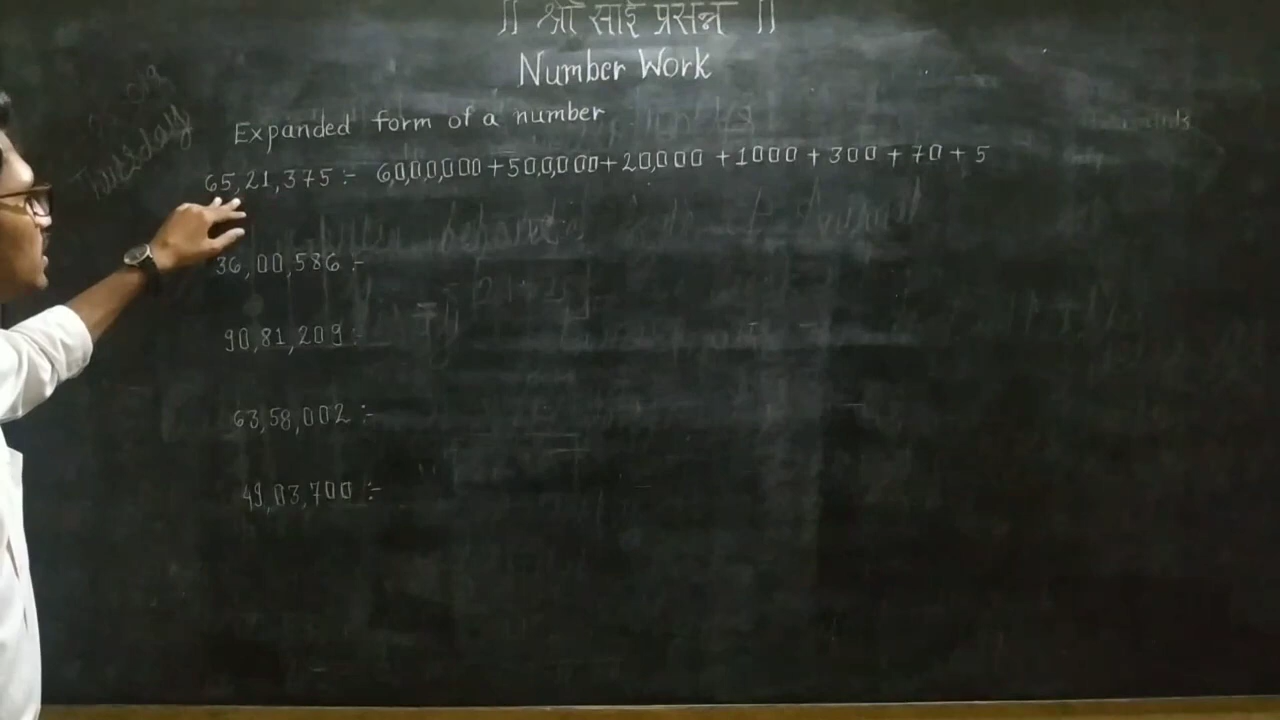 ॥ श्री साई प्रसन्न ॥
Number Work
Tuesday
Expanded form of a number
65,21,375 :- 60,00,000 + 5,00,000 + 20,000 + 1000 + 300 + 70 + 5
36,00,586 :-
90,81,209 :-
63,58,002 :-
49,03,700 :-